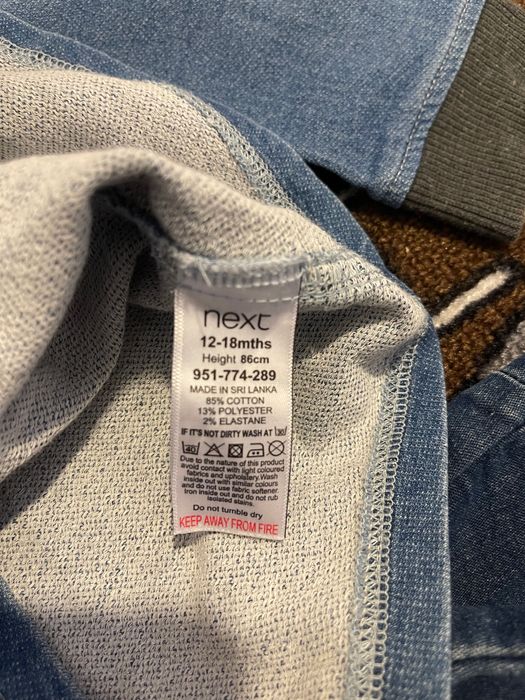 next
12-18mths
Height 86cm
951-774-289
MADE IN SRI LANKA
85% COTTON
13% POLYESTER
2% ELASTANE
IF IT'S NOT DIRTY WASH AT 30
40
Due to the nature of this product
avoid contact with light coloured
fabrics and upholstery.Wash
inside out with similar colours
and do not use fabric softener.
Iron inside out and do not rub
isolated stains.
Do not tumble dry
KEEP AWAY FROM FIRE